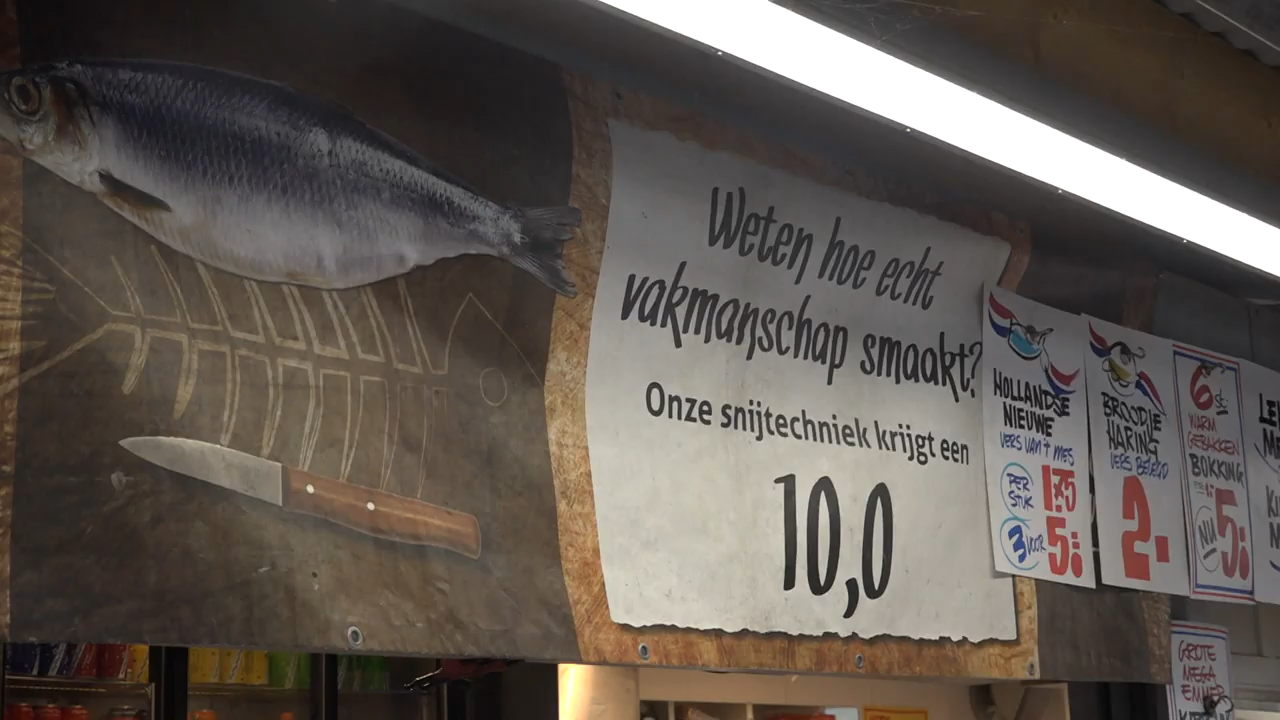 Weten hoe echt
vakmanschap smaakt?
Onze snijtechniek krijgt een
10,0
HOLLANDSE
NIEUWE
VERS VAN 'T MES
PER
STUK
1.75
3 VOOR
5:
BROODJE
HARING
VERS BELEGD
2-
6 st.
WARM
GEBAKKEN
BOKKING
NU
5:
GROTE
MEGA
EMMER